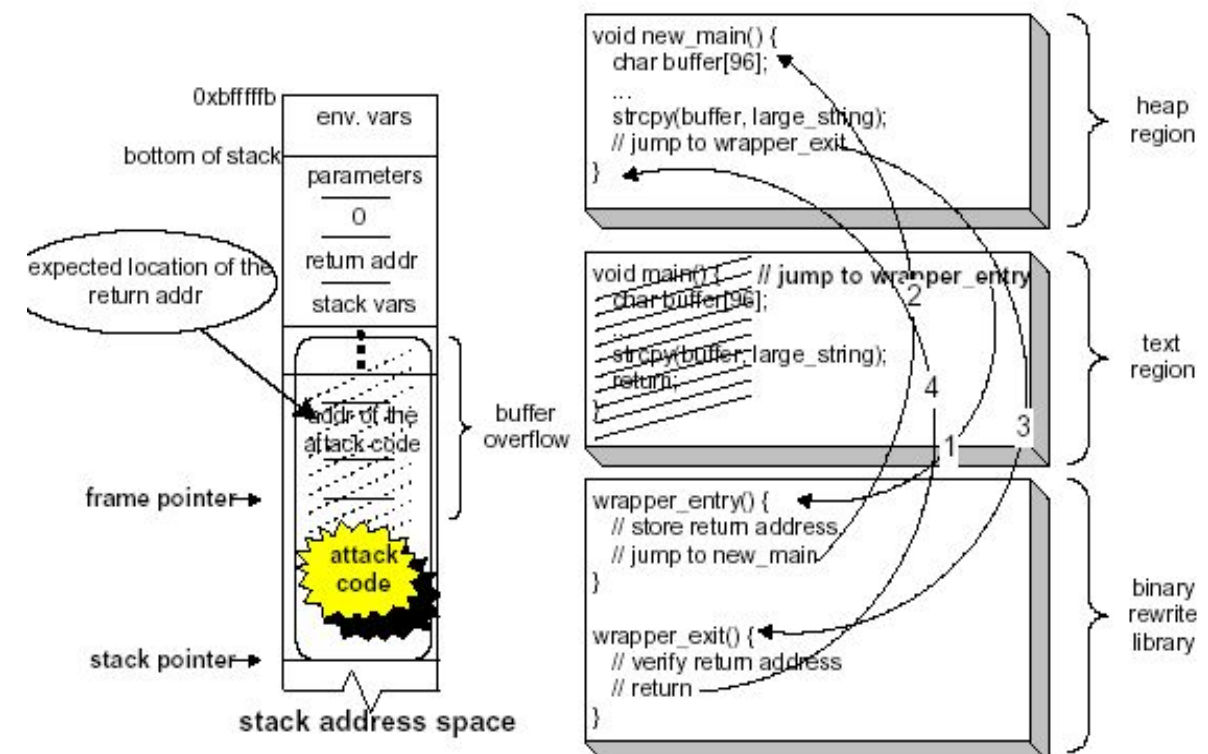 0xbfffffb
env. vars
bottom of stack
parameters
0
return addr
stack vars
expected location of the
return addr
addr of the
attack code
buffer
overflow
frame pointer
attack
code
stack pointer
stack address space
void new_main() {
char buffer[96];
...
strcpy(buffer, large_string);
// jump to wrapper_exit
}
heap
region
void main() { // jump to wrapper_entry
char buffer[96];
...
strcpy(buffer, large_string);
return;
}
text
region
2
4
3
1
wrapper_entry() {
// store return address
// jump to new_main
}
wrapper_exit() {
// verify return address
// return
}
binary
rewrite
library